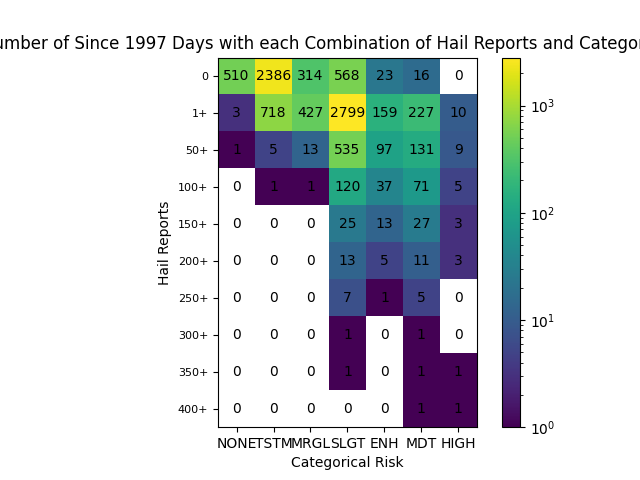 umber of Since 1997 Days with each Combination of Hail Reports and Categor
0 510 2386 314 568 23 16 0
1+ 3 718 427 2799 159 227 10
50+ 1 5 13 535 97 131 9
100+ 0 1 1 120 37 71 5
150+ 0 0 0 25 13 27 3
200+ 0 0 0 13 5 11 3
250+ 0 0 0 7 1 5 0
300+ 0 0 0 1 0 1 0
350+ 0 0 0 1 0 1 1
400+ 0 0 0 0 0 1 1
NONE TSTM MRGL SLGT ENH MDT HIGH
Categorical Risk
Hail Reports
10³
10²
10¹
10⁰